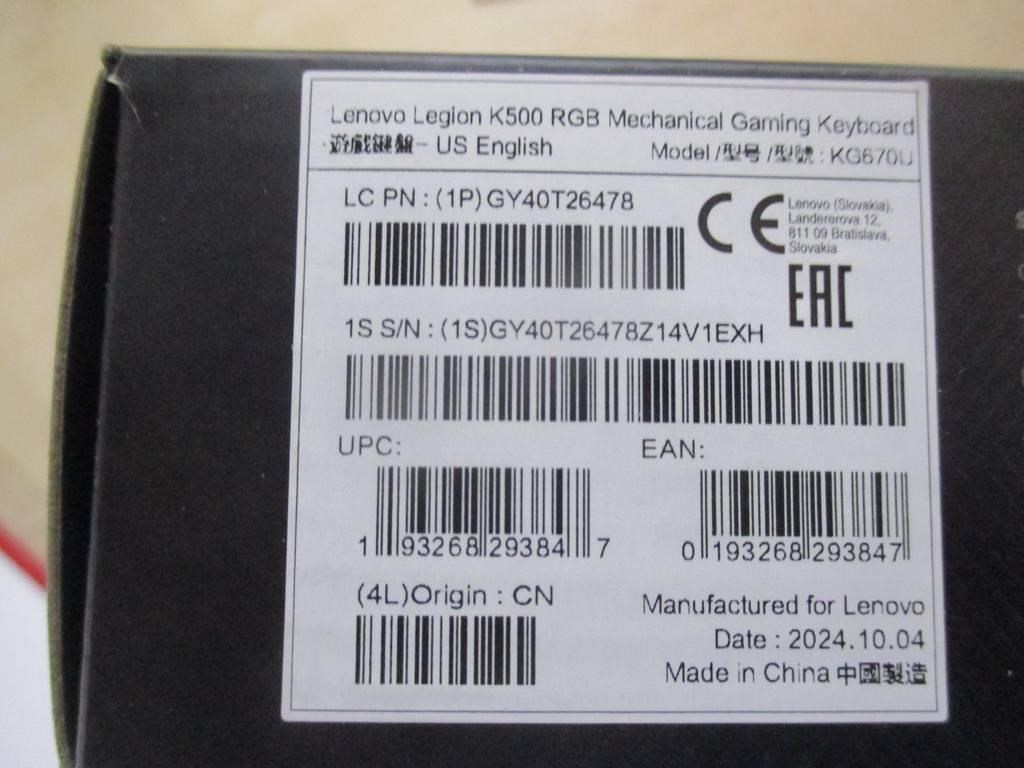 Lenovo Legion K500 RGB Mechanical Gaming Keyboard
遊戲鍵盤- US English
Model /型号 /型號 : KG670U
LC PN : (1P)GY40T26478
CE
Lenovo (Slovakia),
Landererova 12,
811 09 Bratislava,
Slovakia
EAC
1S S/N : (1S)GY40T26478Z14V1EXH
UPC:
EAN:
1 93268 29384 7
0 193268 293847
(4L)Origin : CN
Manufactured for Lenovo
Date : 2024.10.04
Made in China 中國製造